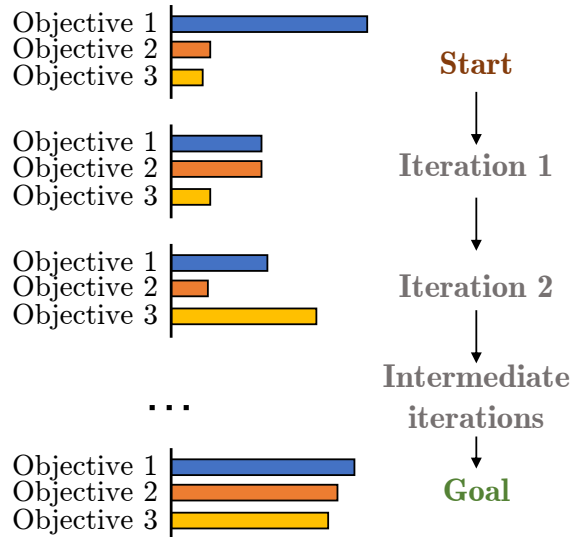 Objective 1
Objective 2
Objective 3
Start
Objective 1
Objective 2
Objective 3
Iteration 1
Objective 1
Objective 2
Objective 3
Iteration 2
...
Intermediate
iterations
Objective 1
Objective 2
Objective 3
Goal